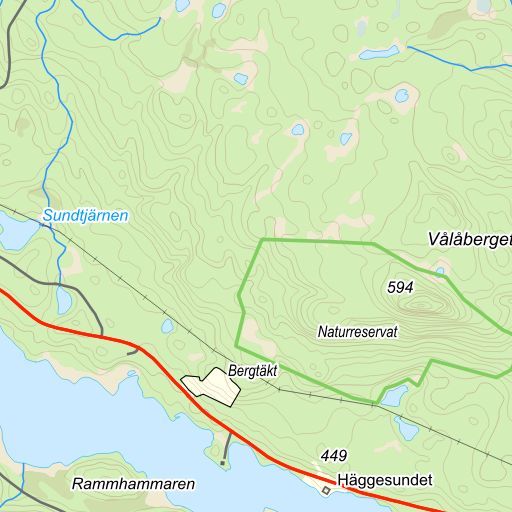 Sundtjärnen
Vålåberget
594
Naturreservat
Bergtäkt
449
Häggesundet
Rammhammaren